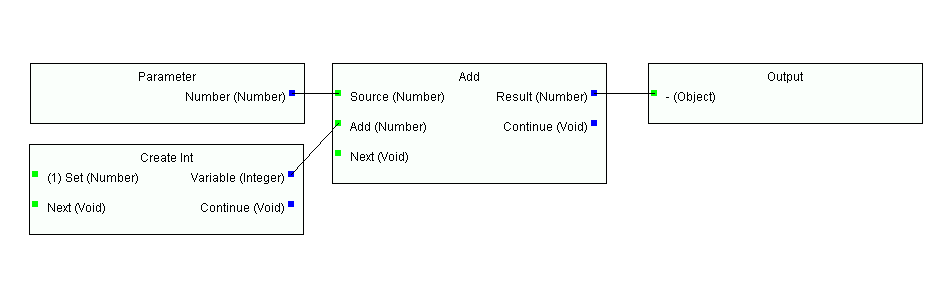 Parameter
Number (Number)
Create Int
(1) Set (Number)
Variable (Integer)
Next (Void)
Continue (Void)
Add
Source (Number)
Result (Number)
Add (Number)
Continue (Void)
Next (Void)
Output
- (Object)